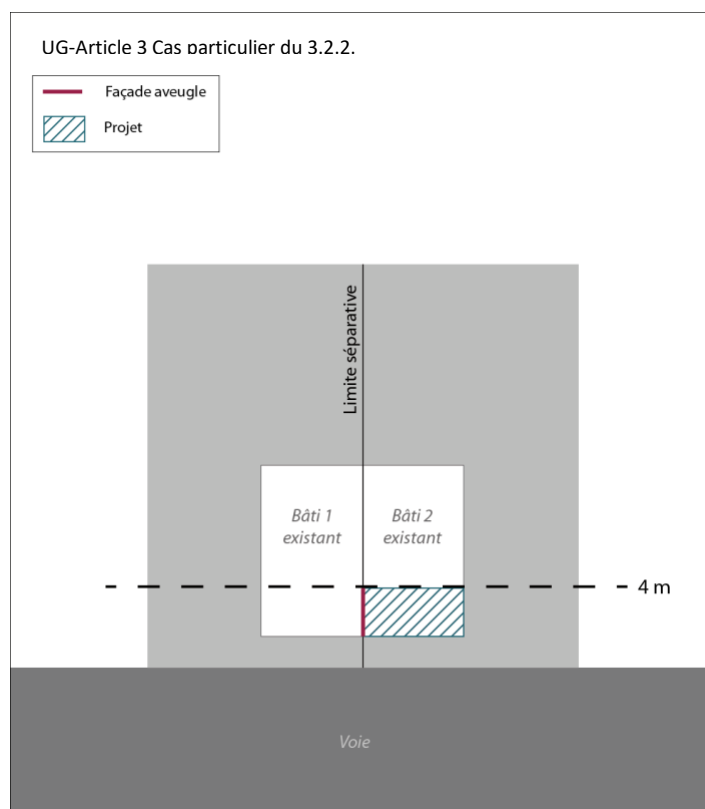 UG-Article 3 Cas particulier du 3.2.2.
Façade aveugle
Projet
Limite séparative
Bâti 1
existant
Bâti 2
existant
4 m
Voie